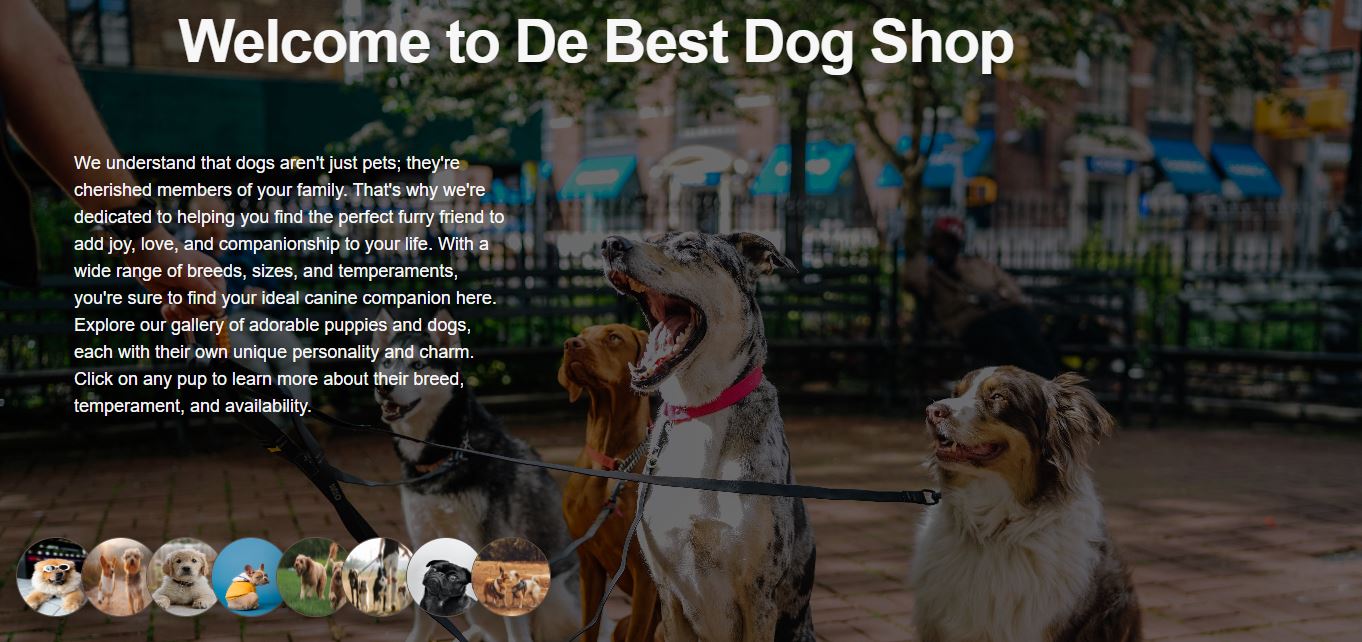 Welcome to De Best Dog Shop
We understand that dogs aren't just pets; they're
cherished members of your family. That's why we're
dedicated to helping you find the perfect furry friend to
add joy, love, and companionship to your life. With a
wide range of breeds, sizes, and temperaments,
you're sure to find your ideal canine companion here.
Explore our gallery of adorable puppies and dogs,
each with their own unique personality and charm.
Click on any pup to learn more about their breed,
temperament, and availability.